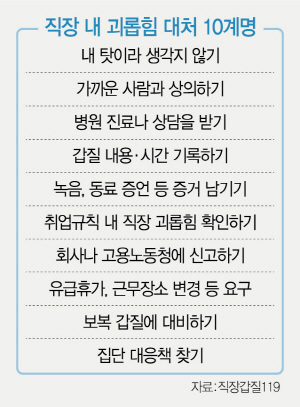 직장 내 괴롭힘 대처 10계명
내 탓이라 생각지 않기
가까운 사람과 상의하기
병원 진료나 상담을 받기
갑질 내용·시간 기록하기
녹음, 동료 증언 등 증거 남기기
취업규칙 내 직장 괴롭힘 확인하기
회사나 고용노동청에 신고하기
유급휴가, 근무장소 변경 등 요구
보복 갑질에 대비하기
집단 대응책 찾기
자료:직장갑질119